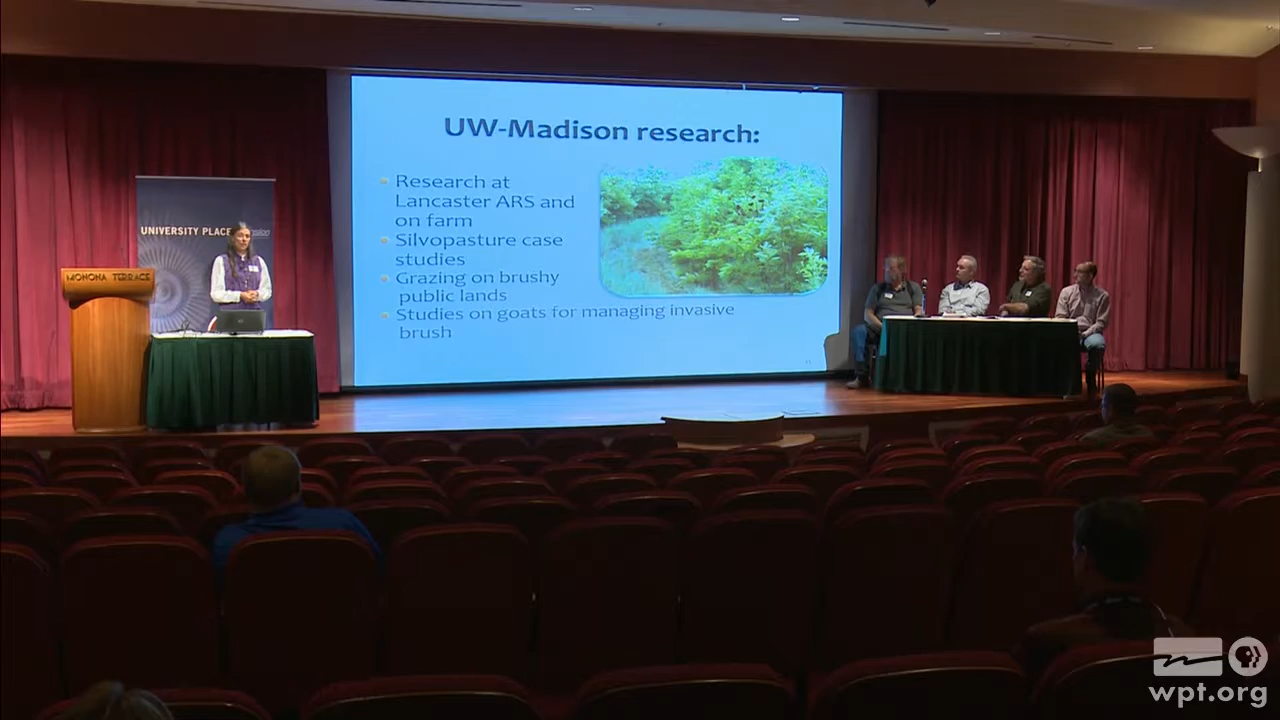 UW-Madison research:
Research at
Lancaster ARS and
on farm
Silvopasture case
studies
Grazing on brushy
public lands
Studies on goats for managing invasive
brush
UNIVERSITY PLACE
MONONA TERRACE
wpt.org